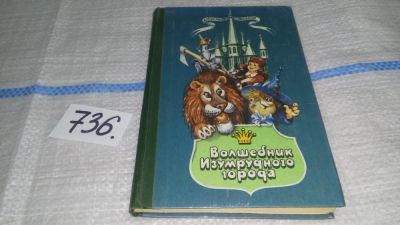 736.
Волшебник
Изумрудного
города